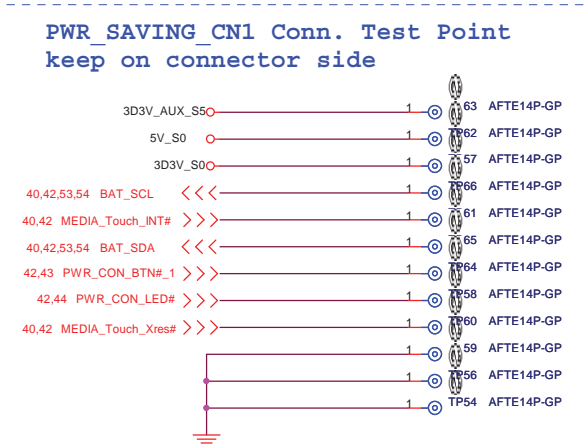 PWR_SAVING_CN1 Conn. Test Point
keep on connector side
3D3V_AUX_S5 1 63 AFTE14P-GP
5V_S0 1 TP62 AFTE14P-GP
3D3V_S0 1 57 AFTE14P-GP
40,42,53,54 BAT_SCL 1 TP66 AFTE14P-GP
40,42 MEDIA_Touch_INT# 1 61 AFTE14P-GP
40,42,53,54 BAT_SDA 1 65 AFTE14P-GP
42,43 PWR_CON_BTN#_1 1 TP64 AFTE14P-GP
42,44 PWR_CON_LED# 1 TP58 AFTE14P-GP
40,42 MEDIA_Touch_Xres# 1 TP60 AFTE14P-GP
1 59 AFTE14P-GP
1 TP56 AFTE14P-GP
1 TP54 AFTE14P-GP